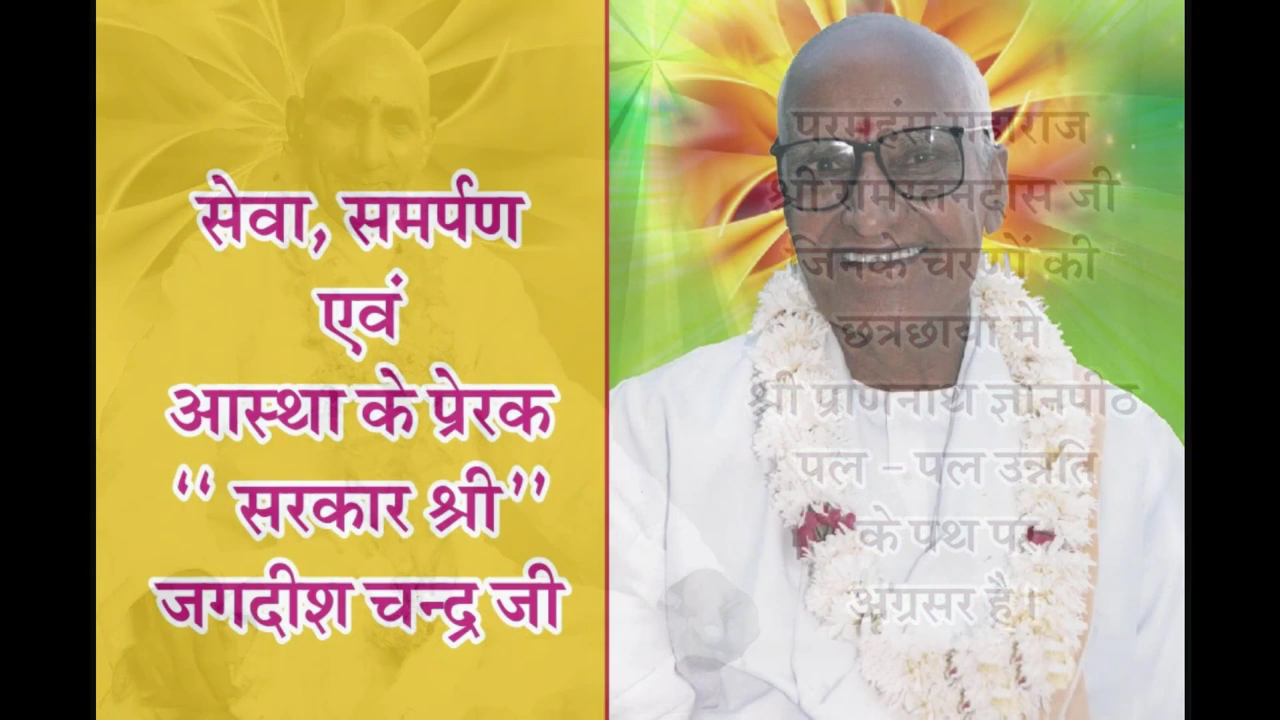 सेवा, समर्पण
एवं
आस्था के प्रेरक
“ सरकार श्री”
जगदीश चन्द्र जी
परमहंस महाराज
श्री रामरतनदास जी
जिनके चरणों की
छत्रछाया में
श्री प्राणनाथ ज्ञानपीठ
पल - पल उन्नति
के पथ पर
अग्रसर है।